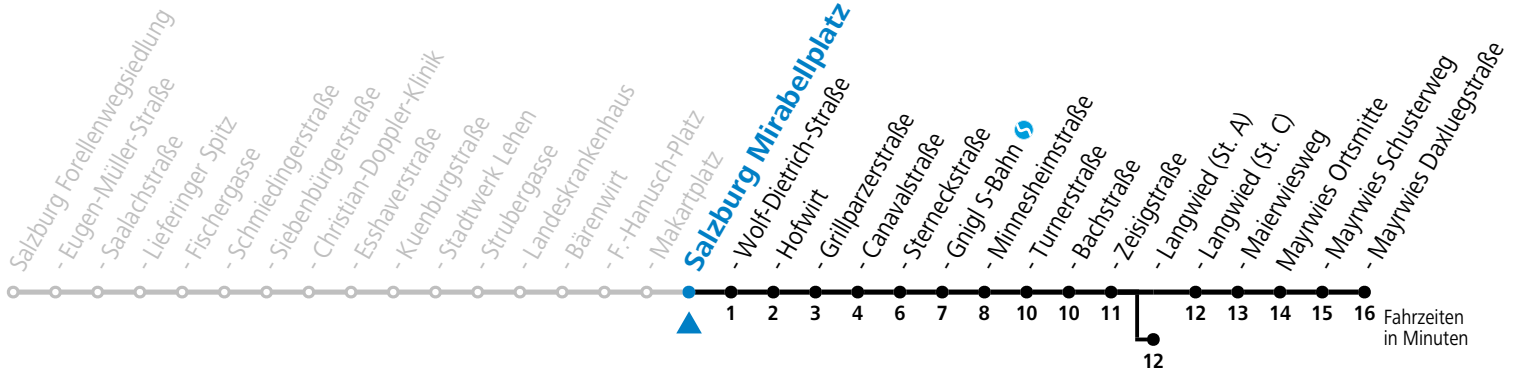 Salzburg Forellenwegsiedlung
- Eugen-Müller-Straße
- Saalachstraße
- Lieferinger Spitz
- Fischergasse
- Schmiedingerstraße
- Siebenbürgerstraße
- Christian-Doppler-Klinik
- Esshaverstraße
- Kuenburgstraße
- Stadtwerk Lehen
- Strubergasse
- Landeskrankenhaus
- Bärenwirt
- F.-Hanusch-Platz
- Makartplatz
Salzburg Mirabellplatz
- Wolf-Dietrich-Straße
- Hofwirt
- Grillparzerstraße
- Canavalstraße
- Sterneckstraße
- Gnigl S-Bahn
- Minnesheimstraße
- Turnerstraße
- Bachstraße
- Zeisigstraße
- Langwied (St. A)
- Langwied (St. C)
- Maierwiesweg
Mayrwies Ortsmitte
- Mayrwies Schusterweg
- Mayrwies Daxluegstraße
1 2 3 4 6 7 8 10 10 11 12 13 14 15 16
Fahrzeiten
in Minuten
12